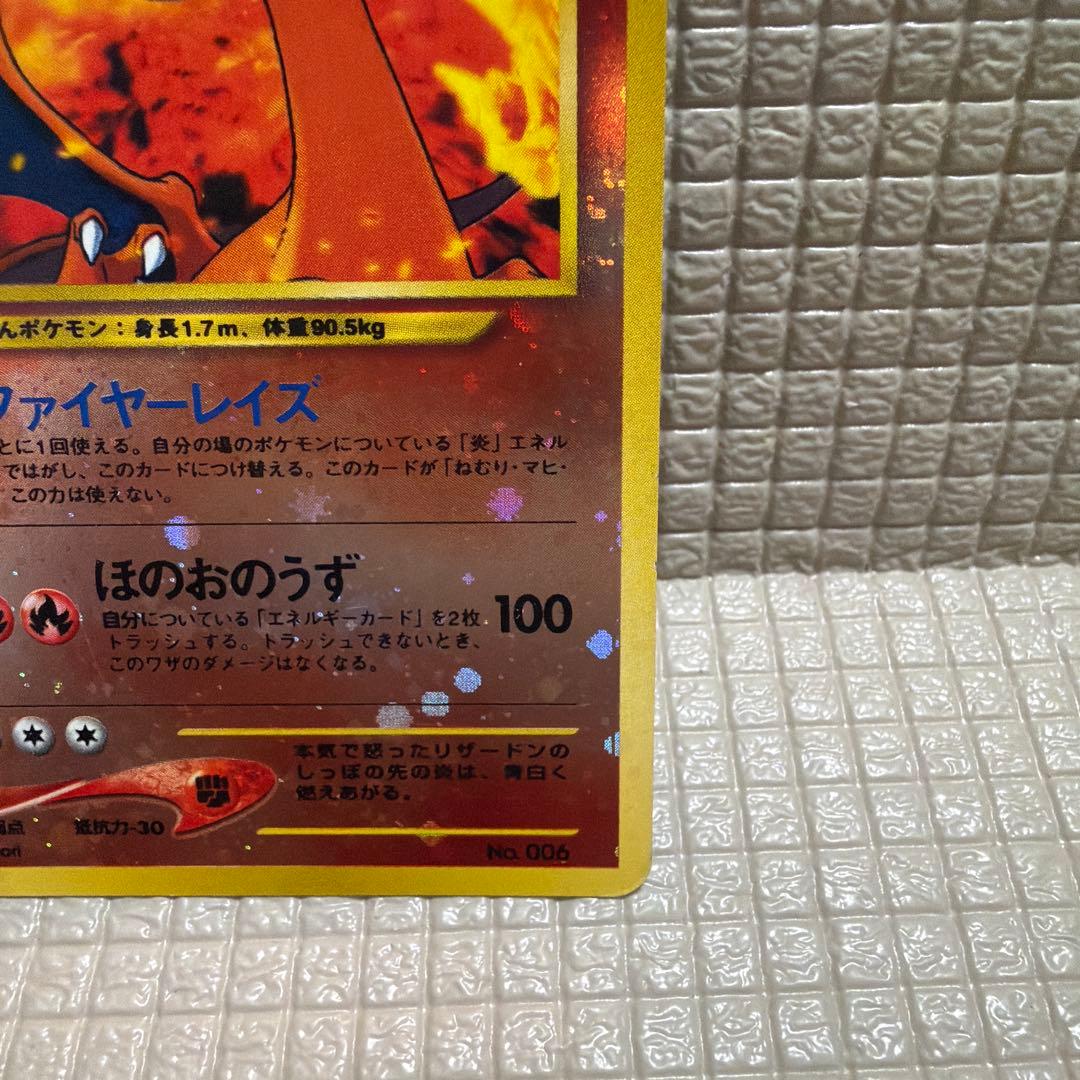 んポケモン：身長1.7m、体重90.5kg
ファイヤーレイズ
とに1回使える。自分の場のポケモンについている「炎」エネル
ではがし、このカードにつけ替える。このカードが「ねむり・マヒ・
この力は使えない。
ほのおのうず
自分についている「エネルギーカード」を2枚
トラッシュする。トラッシュできないとき、
このワザのダメージはなくなる。
100
本気で怒ったリザードンの
しっぽの先の炎は、青白く
燃えあがる。
弱点 抵抗力-30
ori
No. 006